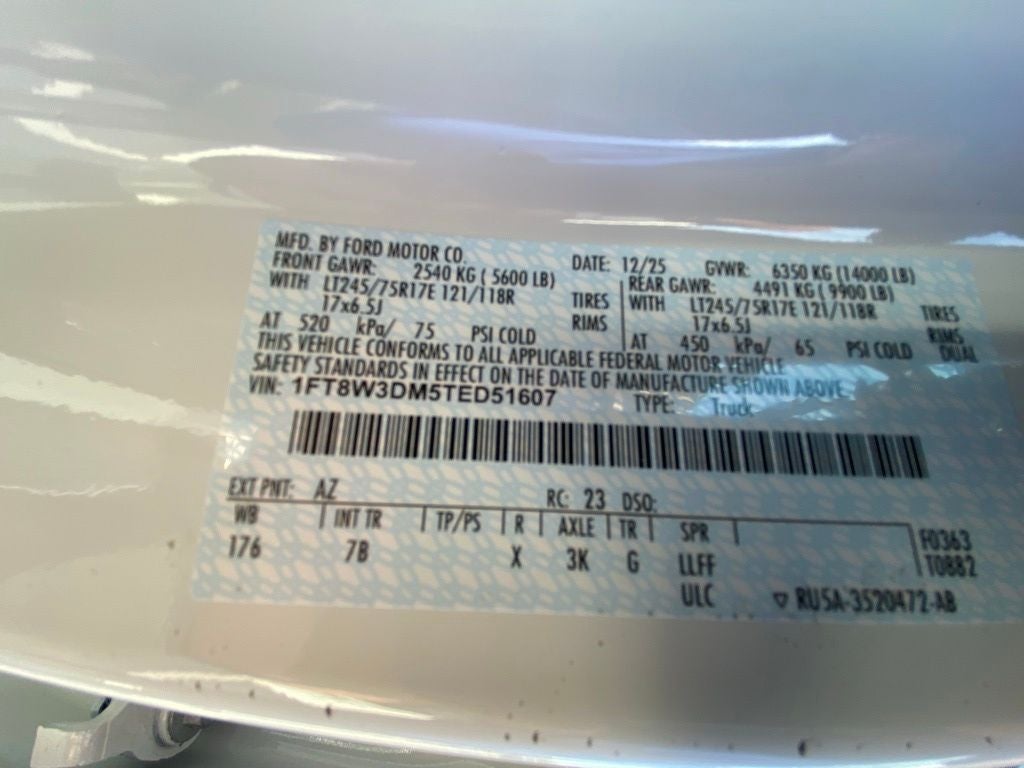 MFD. BY FORD MOTOR CO. DATE: 12/25 GVWR: 6350 KG (14000 LB)
FRONT GAWR: 2540 KG ( 5600 LB) REAR GAWR: 4491 KG ( 9900 LB)
WITH LT245/75R17E 121/118R TIRES WITH LT245/75R17E 121/118R TIRES
17x6.5J RIMS 17x6.5J RIMS
AT 520 kPa/ 75 PSI COLD AT 450 kPa/ 65 PSI COLD DUAL
THIS VEHICLE CONFORMS TO ALL APPLICABLE FEDERAL MOTOR VEHICLE
SAFETY STANDARDS IN EFFECT ON THE DATE OF MANUFACTURE SHOWN ABOVE.
VIN: 1FT8W3DM5TED51607 TYPE: Truck
EXT PNT: AZ RC: 23 DSO:
WB INT TR TP/PS R AXLE TR SPR F0363
176 7B X 3K G LLFF T0882
ULC ▽ RU5A-3520472-AB